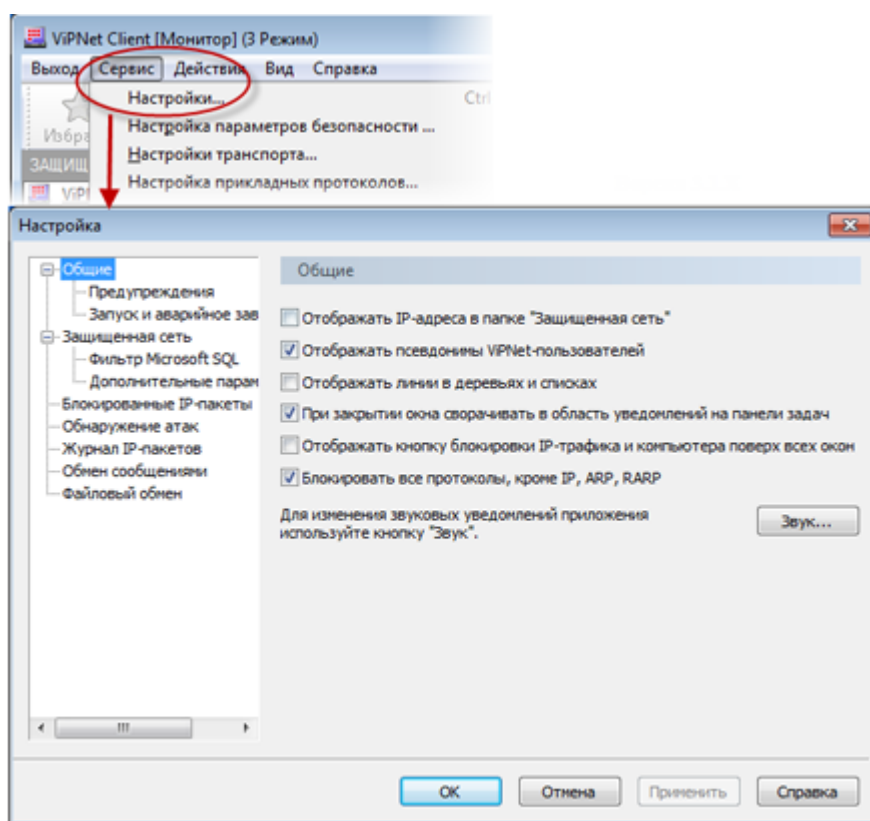 ViPNet Client [Монитор] (3 Режим)
Выход Сервис Действия Вид Справка
Настройки... Ctrl
Избра
Настройка параметров безопасности ...
ЗАЩИЩ
Настройки транспорта...
ViPN
Настройка прикладных протоколов...
Настройка
Общие
Предупреждения
Запуск и аварийное зав
Защищенная сеть
Фильтр Microsoft SQL
Дополнительные парам
Блокированные IP-пакеты
Обнаружение атак
Журнал IP-пакетов
Обмен сообщениями
Файловый обмен
Общие
Отображать IP-адреса в папке "Защищенная сеть"
Отображать псевдонимы ViPNet-пользователей
Отображать линии в деревьях и списках
При закрытии окна сворачивать в область уведомлений на панели задач
Отображать кнопку блокировки IP-трафика и компьютера поверх всех окон
Блокировать все протоколы, кроме IP, ARP, RARP
Для изменения звуковых уведомлений приложения
используйте кнопку "Звук".
Звук...
OK Отмена Применить Справка